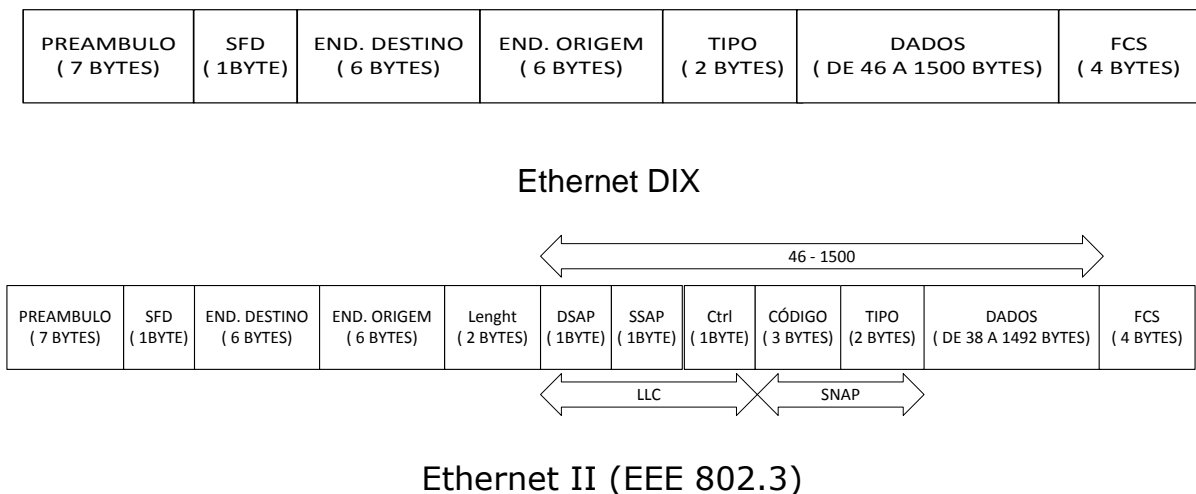 PREAMBULO SFD END. DESTINO END. ORIGEM TIPO DADOS FCS
( 7 BYTES) ( 1BYTE) ( 6 BYTES) ( 6 BYTES) ( 2 BYTES) ( DE 46 A 1500 BYTES) ( 4 BYTES)
Ethernet DIX
46 - 1500
PREAMBULO SFD END. DESTINO END. ORIGEM Lenght DSAP SSAP Ctrl CÓDIGO TIPO DADOS FCS
( 7 BYTES) ( 1BYTE) ( 6 BYTES) ( 6 BYTES) ( 2 BYTES) ( 1BYTE) ( 1BYTE) ( 1BYTE) ( 3 BYTES) (2 BYTES) ( DE 38 A 1492 BYTES) ( 4 BYTES)
LLC SNAP
Ethernet II (EEE 802.3)